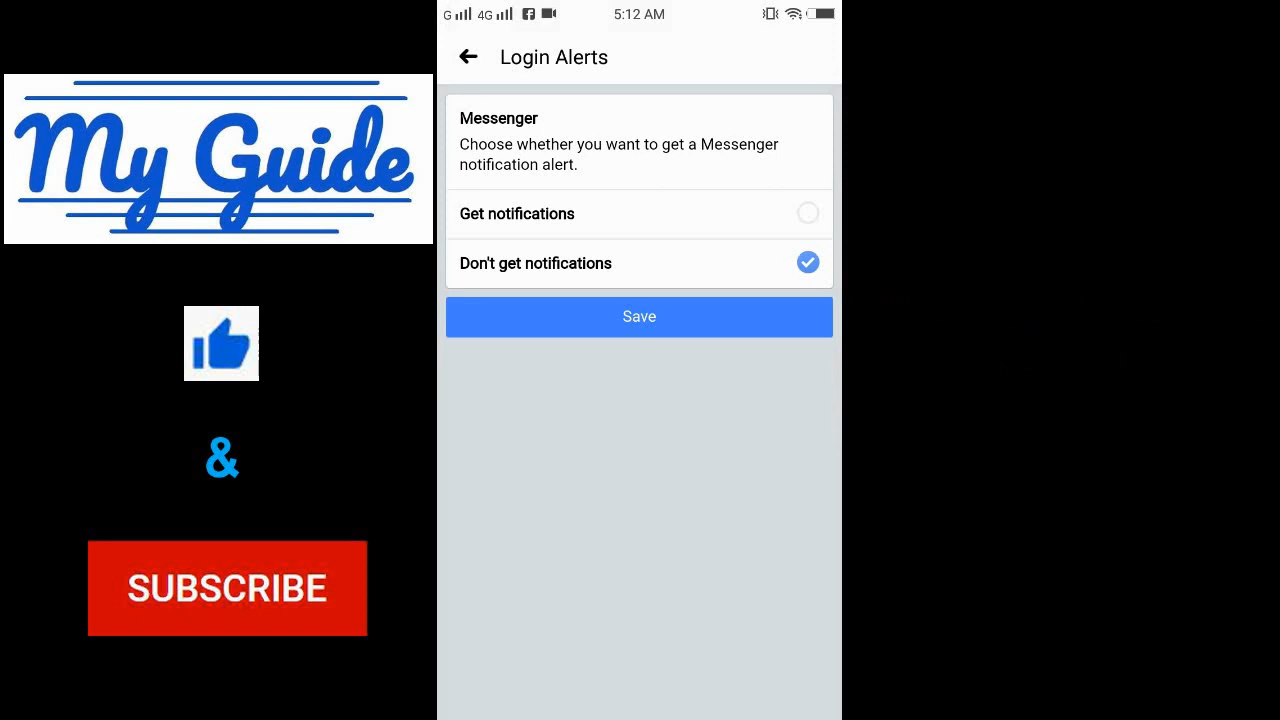 My Guide
&
SUBSCRIBE
G 4G 5:12 AM
Login Alerts
Messenger
Choose whether you want to get a Messenger
notification alert.
Get notifications
Don't get notifications
Save